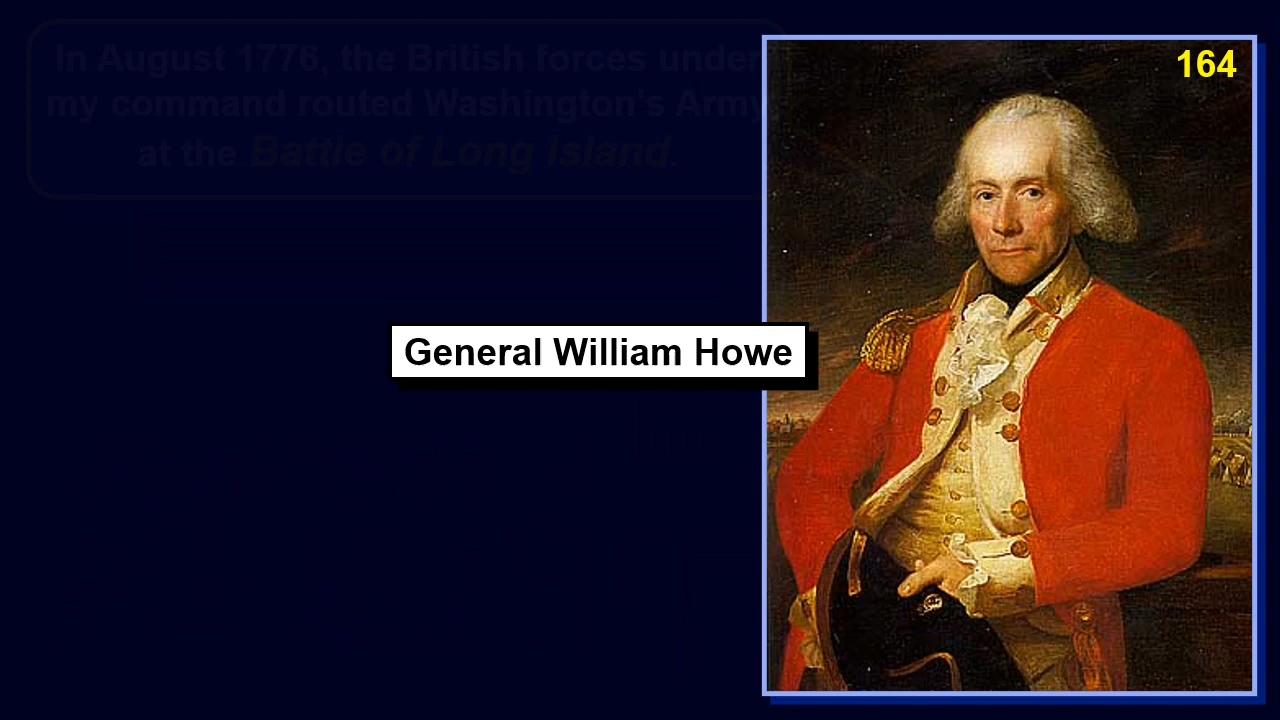 In August 1776, the British forces under
my command routed Washington's Army
at the Battle of Long Island.
164
General William Howe